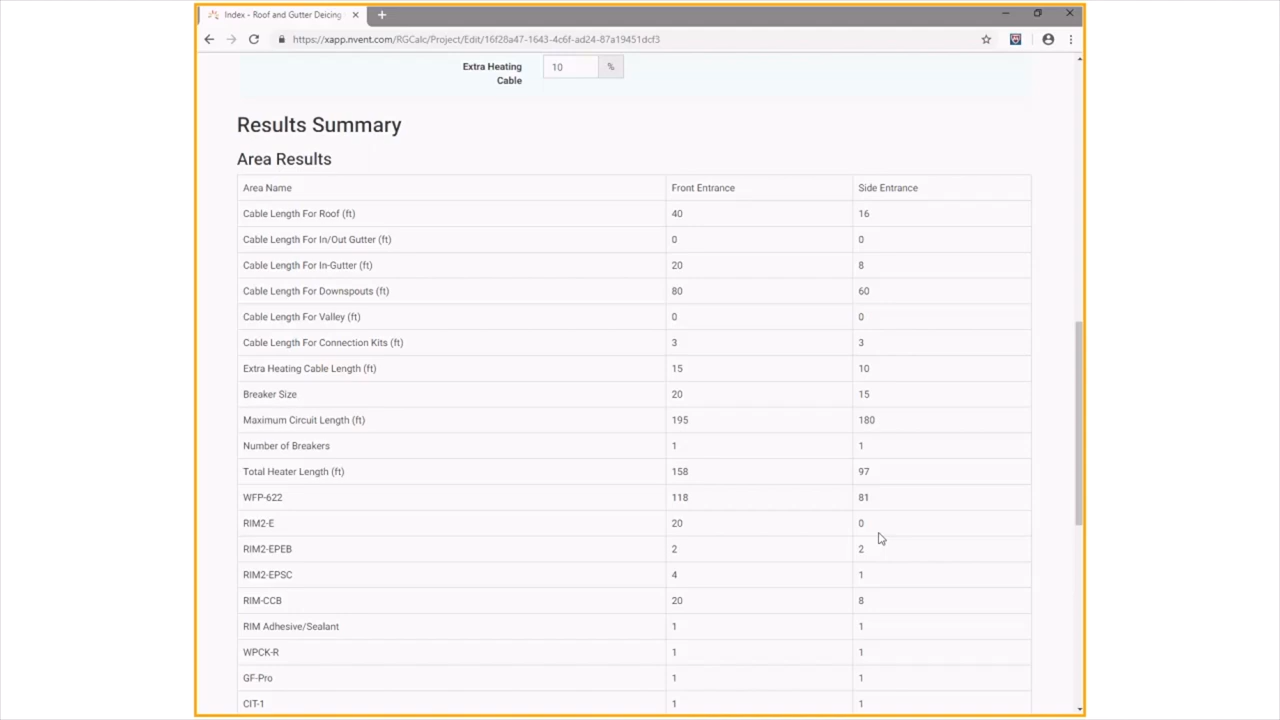 Index - Roof and Gutter Deicing
https://xapp.nvent.com/RGCalc/Project/Edit/16f28a47-1643-4c6f-ad24-87a19451dcf3
Extra Heating
Cable
10 %
Results Summary
Area Results
Area Name Front Entrance Side Entrance
Cable Length For Roof (ft) 40 16
Cable Length For In/Out Gutter (ft) 0 0
Cable Length For In-Gutter (ft) 20 8
Cable Length For Downspouts (ft) 80 60
Cable Length For Valley (ft) 0 0
Cable Length For Connection Kits (ft) 3 3
Extra Heating Cable Length (ft) 15 10
Breaker Size 20 15
Maximum Circuit Length (ft) 195 180
Number of Breakers 1 1
Total Heater Length (ft) 158 97
WFP-622 118 81
RIM2-E 20 0
RIM2-EPEB 2 2
RIM2-EPSC 4 1
RIM-CCB 20 8
RIM Adhesive/Sealant 1 1
WPCK-R 1 1
GF-Pro 1 1
CIT-1 1 1